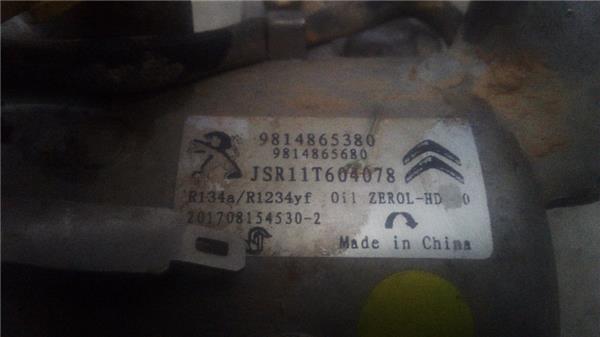 9814865380
9814865680
JSR11T604078
R134a/R1234yf Oil ZEROL-HD
201708154530-2
Made in China